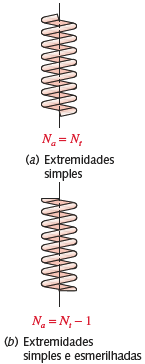 Nₐ = Nₜ
(a) Extremidades
simples
Nₐ = Nₜ – 1
(b) Extremidades
simples e esmerilhadas